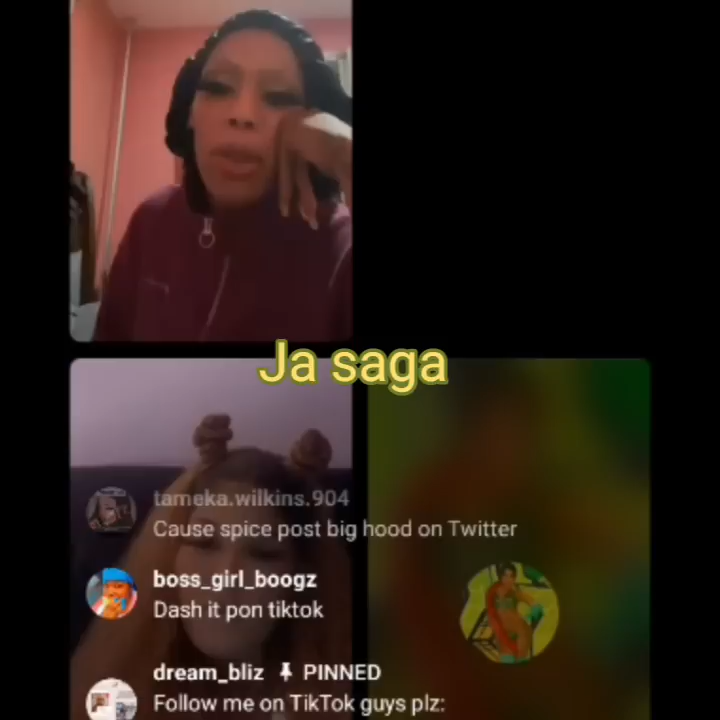 Ja saga
tameka.wilkins.904
Cause spice post big hood on Twitter
boss_girl_boogz
Dash it pon tiktok
dream_bliz PINNED
Follow me on TikTok guys plz: